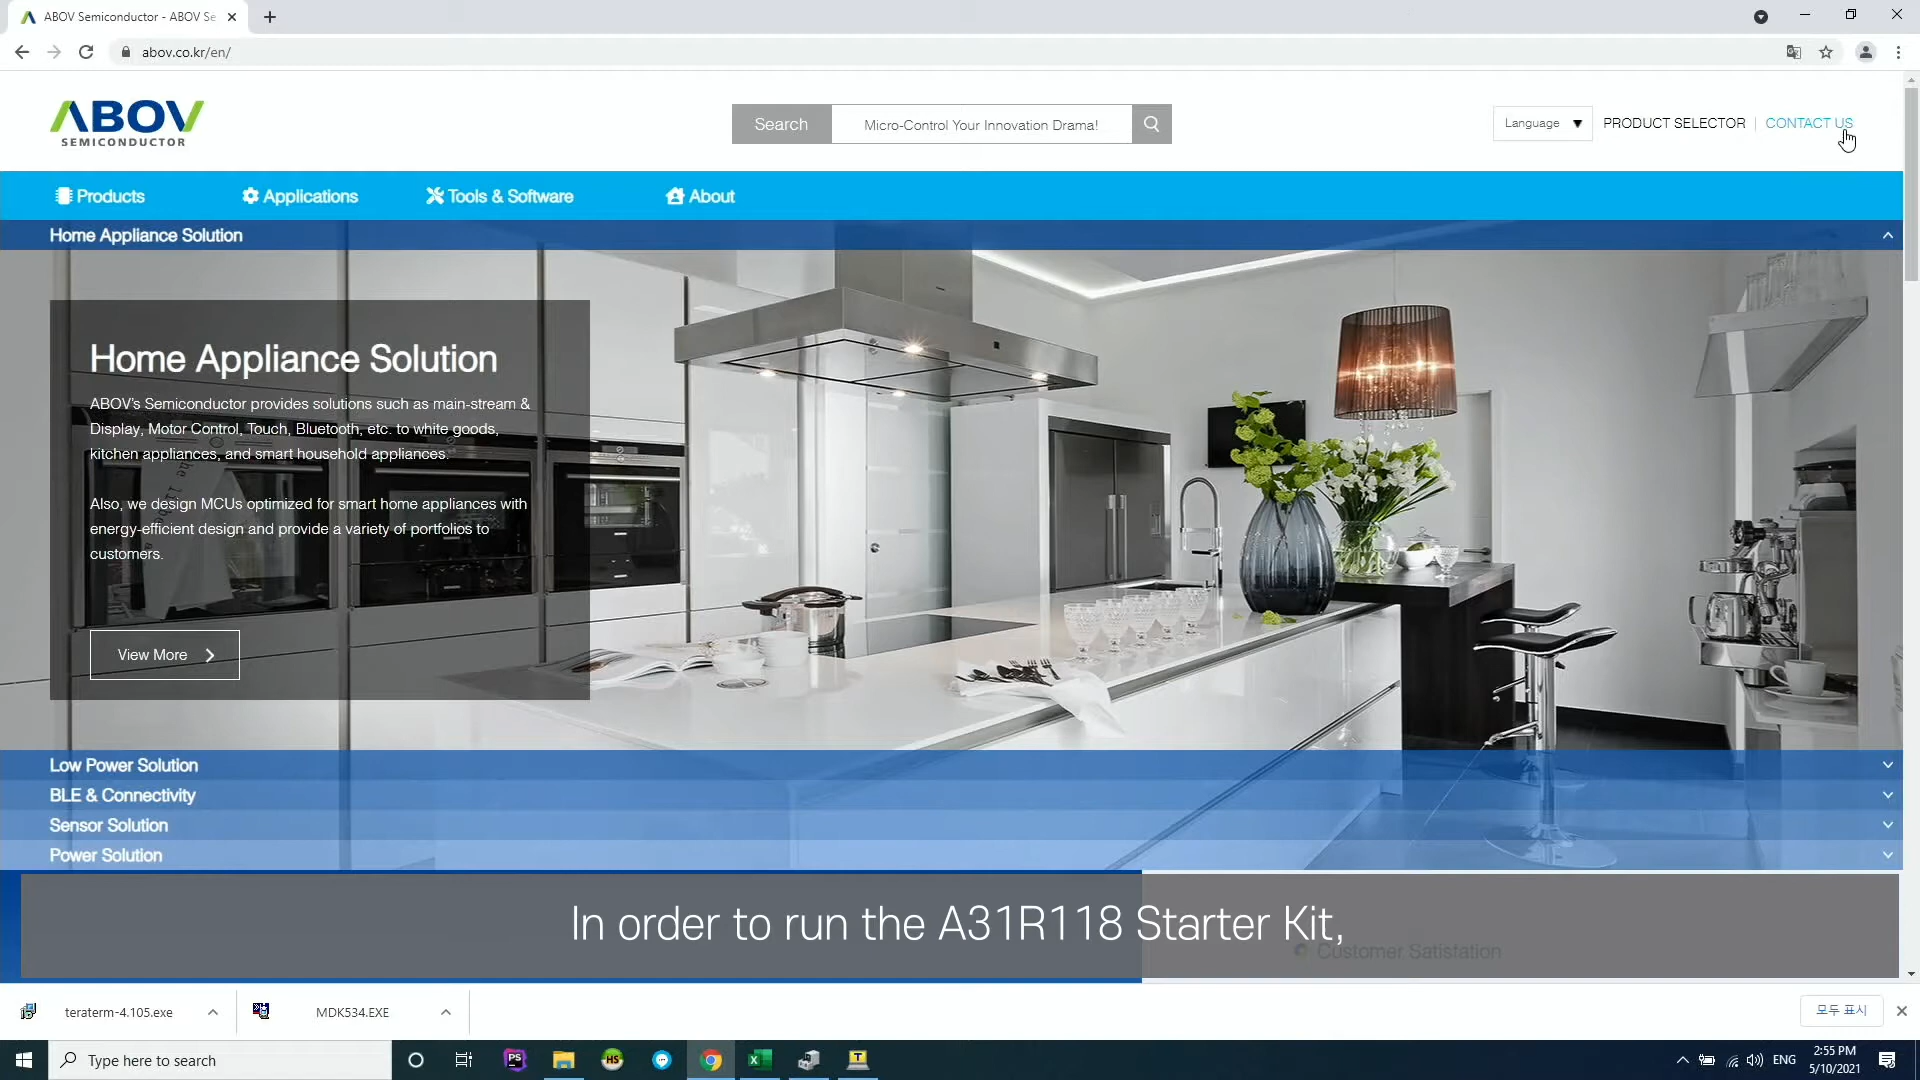 ABOV Semiconductor - ABOV Se
abov.co.kr/en/
ABOV
SEMICONDUCTOR
Search
Micro-Control Your Innovation Drama!
Language
PRODUCT SELECTOR
CONTACT US
Products
Applications
Tools & Software
About
Home Appliance Solution
Home Appliance Solution
ABOV's Semiconductor provides solutions such as main-stream &
Display, Motor Control, Touch, Bluetooth, etc. to white goods,
kitchen appliances, and smart household appliances.
Also, we design MCUs optimized for smart home appliances with
energy-efficient design and provide a variety of portfolios to
customers.
View More
Low Power Solution
BLE & Connectivity
Sensor Solution
Power Solution
In order to run the A31R118 Starter Kit,
Customer Satistation
teraterm-4.105.exe
MDK534.EXE
모두 표시
Type here to search
PS
HS
T
ENG
2:55 PM
5/10/2021